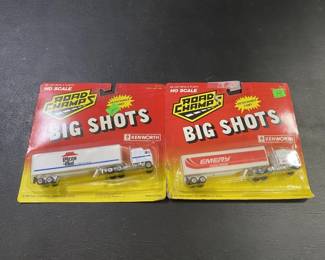 HO SCALE
ROAD CHAMPS
BIG SHOTS
KENWORTH
Pizza Hut
HO SCALE
ROAD CHAMPS
BIG SHOTS
KENWORTH
EMERY